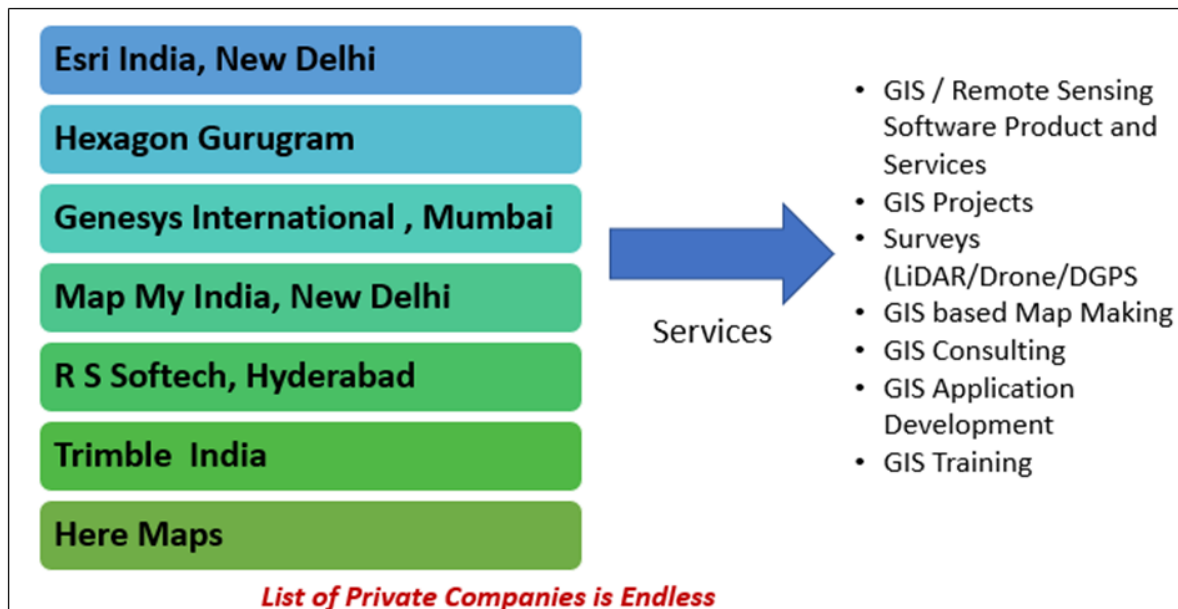 Esri India, New Delhi
Hexagon Gurugram
Genesys International , Mumbai
Map My India, New Delhi
R S Softech, Hyderabad
Trimble  India
Here Maps
Services
• GIS / Remote Sensing
Software Product and
Services
• GIS Projects
• Surveys
(LiDAR/Drone/DGPS
• GIS based Map Making
• GIS Consulting
• GIS Application
Development
• GIS Training
List of Private Companies is Endless